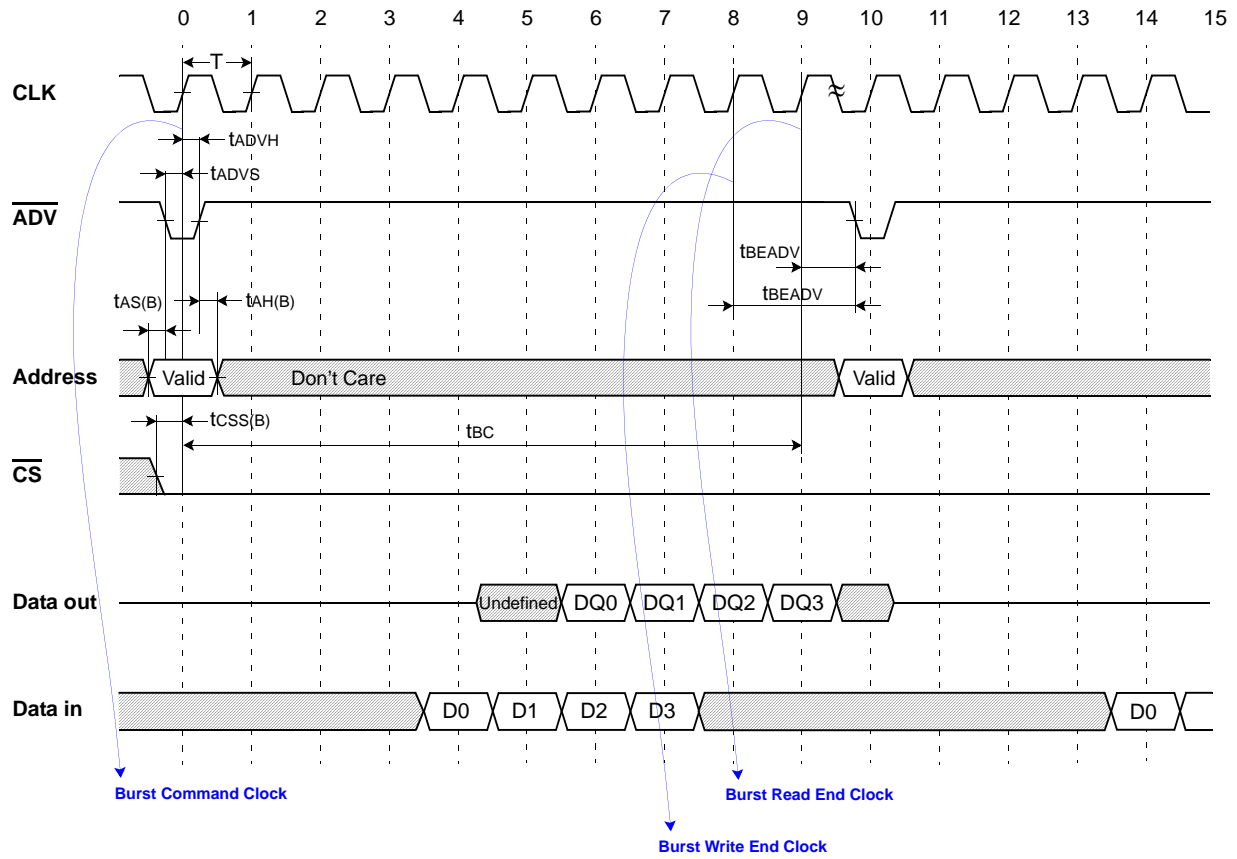 0 1 2 3 4 5 6 7 8 9 10 11 12 13 14 15
T
CLK
tADVH
tADVS
ADV
tBEADV
tBEADV
tAS(B) tAH(B)
Address Valid Don't Care Valid
tCSS(B)
tBC
CS
Data out Undefined DQ0 DQ1 DQ2 DQ3
Data in D0 D1 D2 D3 D0
Burst Command Clock
Burst Read End Clock
Burst Write End Clock